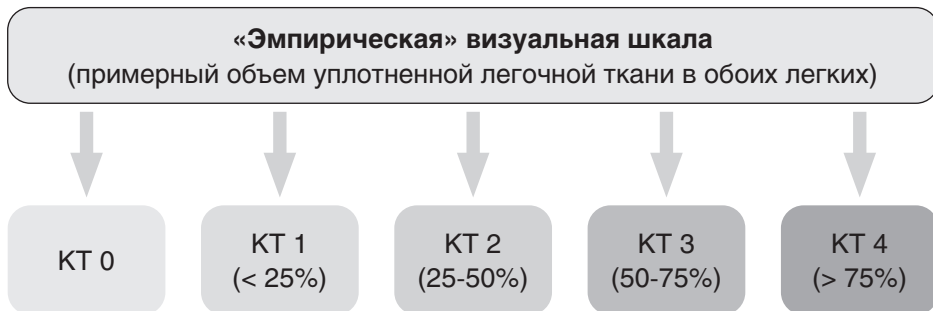 «Эмпирическая» визуальная шкала
(примерный объем уплотненной легочной ткани в обоих легких)
КТ 0
КТ 1
(< 25%)
КТ 2
(25-50%)
КТ 3
(50-75%)
КТ 4
(> 75%)